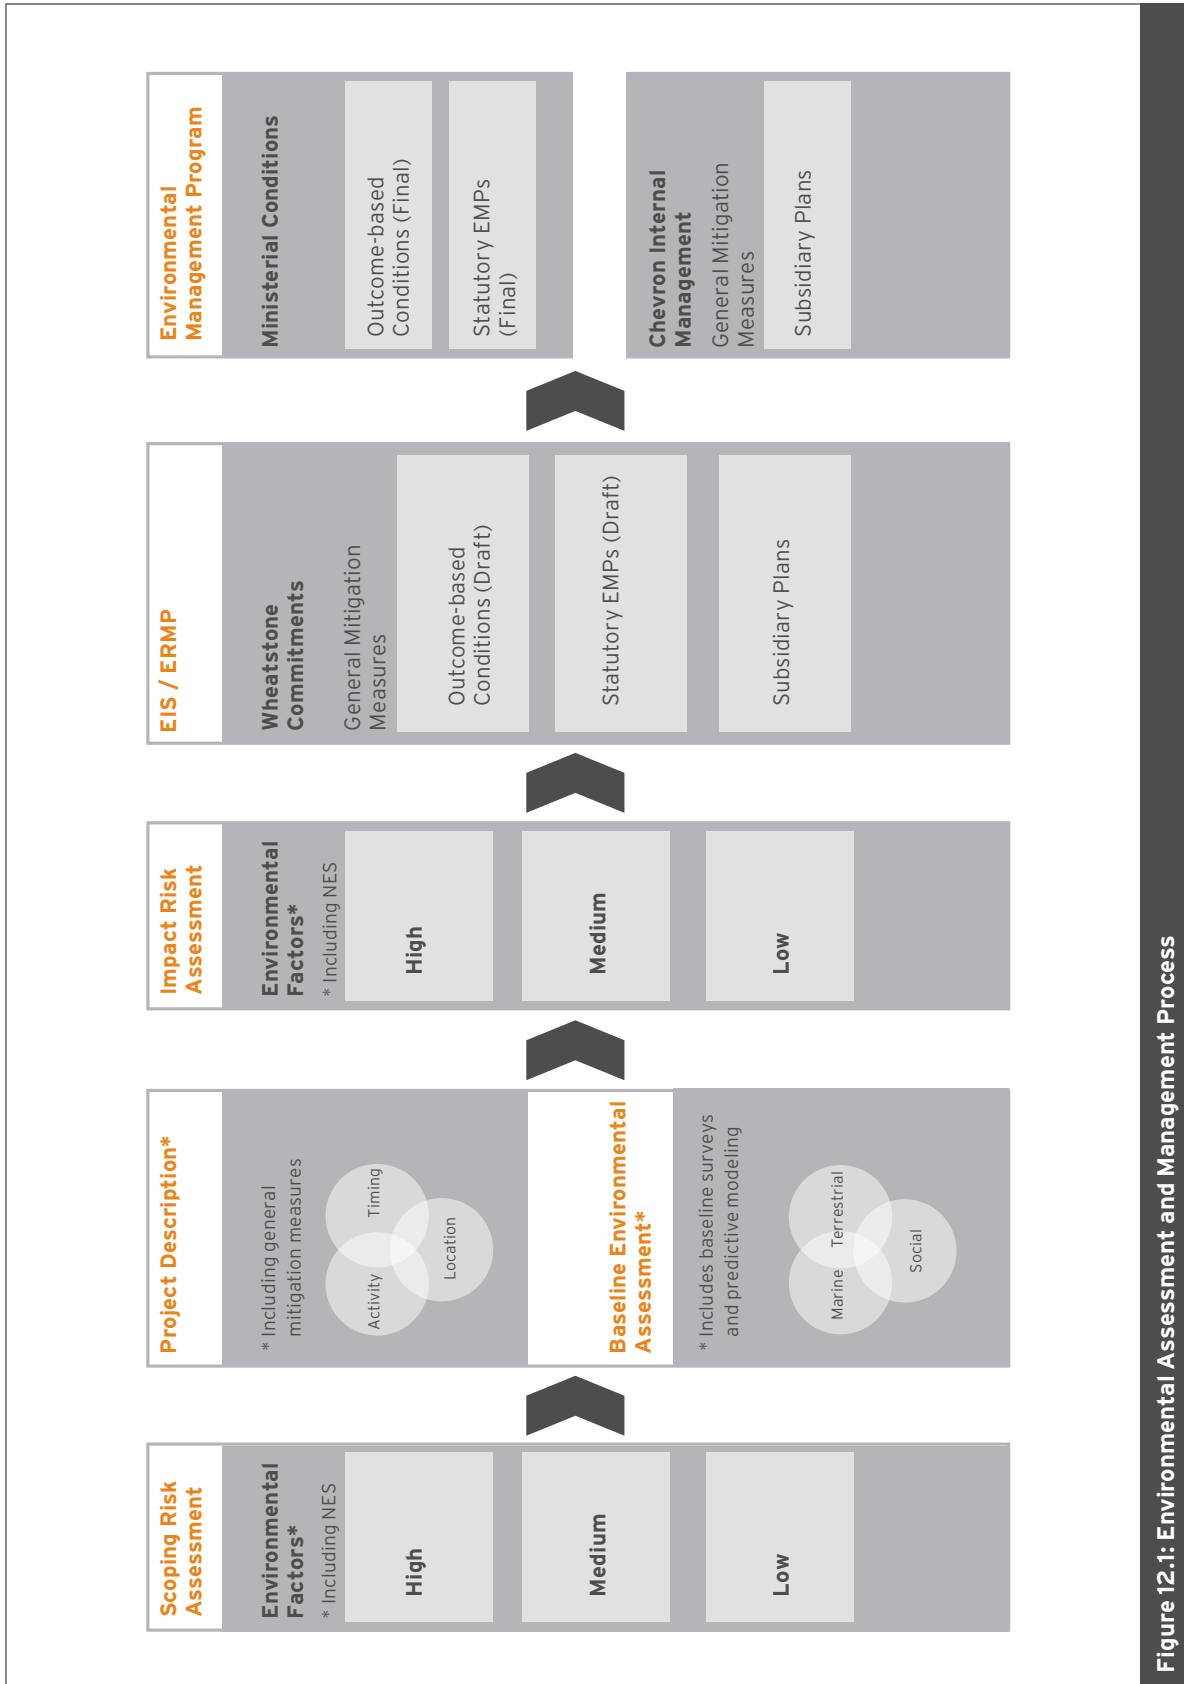 Scoping Risk
Assessment
Environmental
Factors*
* Including NES
High
Medium
Low
Project Description*
* Including general
mitigation measures
Activity
Timing
Location
Baseline Environmental
Assessment*
* Includes baseline surveys
and predictive modeling
Marine
Terrestrial
Social
Impact Risk
Assessment
Environmental
Factors*
* Including NES
High
Medium
Low
EIS / ERMP
Wheatstone
Commitments
General Mitigation
Measures
Outcome-based
Conditions (Draft)
Statutory EMPs (Draft)
Subsidiary Plans
Environmental
Management Program
Ministerial Conditions
Outcome-based
Conditions (Final)
Statutory EMPs
(Final)
Chevron Internal
Management
General Mitigation
Measures
Subsidiary Plans
Figure 12.1: Environmental Assessment and Management Process